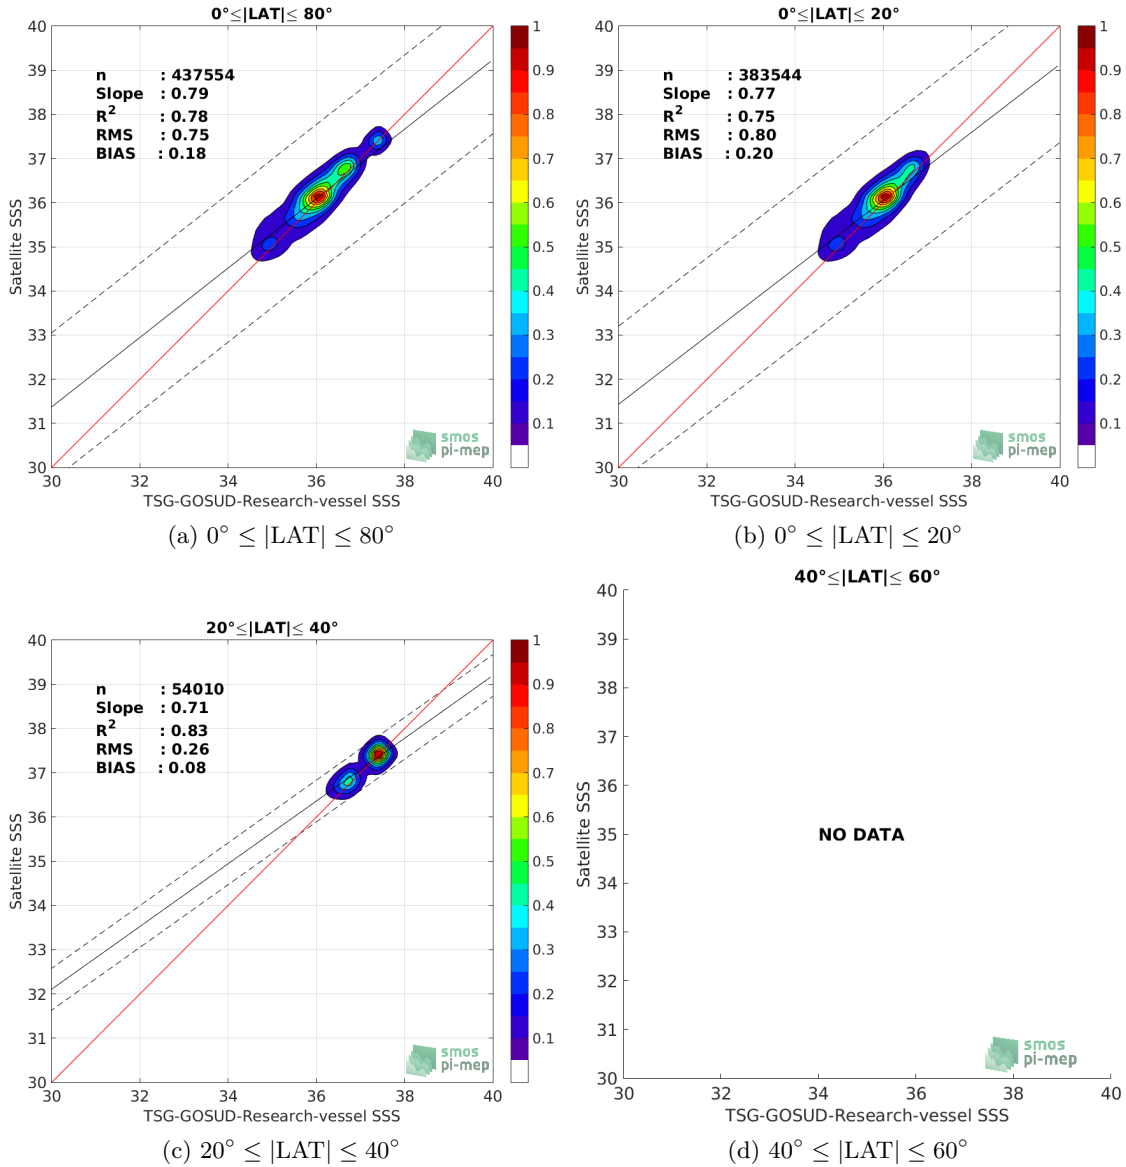 0°≤|LAT|≤ 80°
n : 437554
Slope : 0.79
R² : 0.78
RMS : 0.75
BIAS : 0.18
40
39
38
37
36
35
34
33
32
31
30
Satellite SSS
30 32 34 36 38 40
TSG-GOSUD-Research-vessel SSS
1
0.9
0.8
0.7
0.6
0.5
0.4
0.3
0.2
0.1
smos
pi-mep
(a) 0° ≤ |LAT| ≤ 80°
0°≤|LAT|≤ 20°
n : 383544
Slope : 0.77
R² : 0.75
RMS : 0.80
BIAS : 0.20
40
39
38
37
36
35
34
33
32
31
30
Satellite SSS
30 32 34 36 38 40
TSG-GOSUD-Research-vessel SSS
1
0.9
0.8
0.7
0.6
0.5
0.4
0.3
0.2
0.1
smos
pi-mep
(b) 0° ≤ |LAT| ≤ 20°
20°≤|LAT|≤ 40°
n : 54010
Slope : 0.71
R² : 0.83
RMS : 0.26
BIAS : 0.08
40
39
38
37
36
35
34
33
32
31
30
Satellite SSS
30 32 34 36 38 40
TSG-GOSUD-Research-vessel SSS
1
0.9
0.8
0.7
0.6
0.5
0.4
0.3
0.2
0.1
smos
pi-mep
(c) 20° ≤ |LAT| ≤ 40°
40°≤|LAT|≤ 60°
40
39
38
37
36
35
34
33
32
31
30
Satellite SSS
NO DATA
30 32 34 36 38 40
TSG-GOSUD-Research-vessel SSS
smos
pi-mep
(d) 40° ≤ |LAT| ≤ 60°